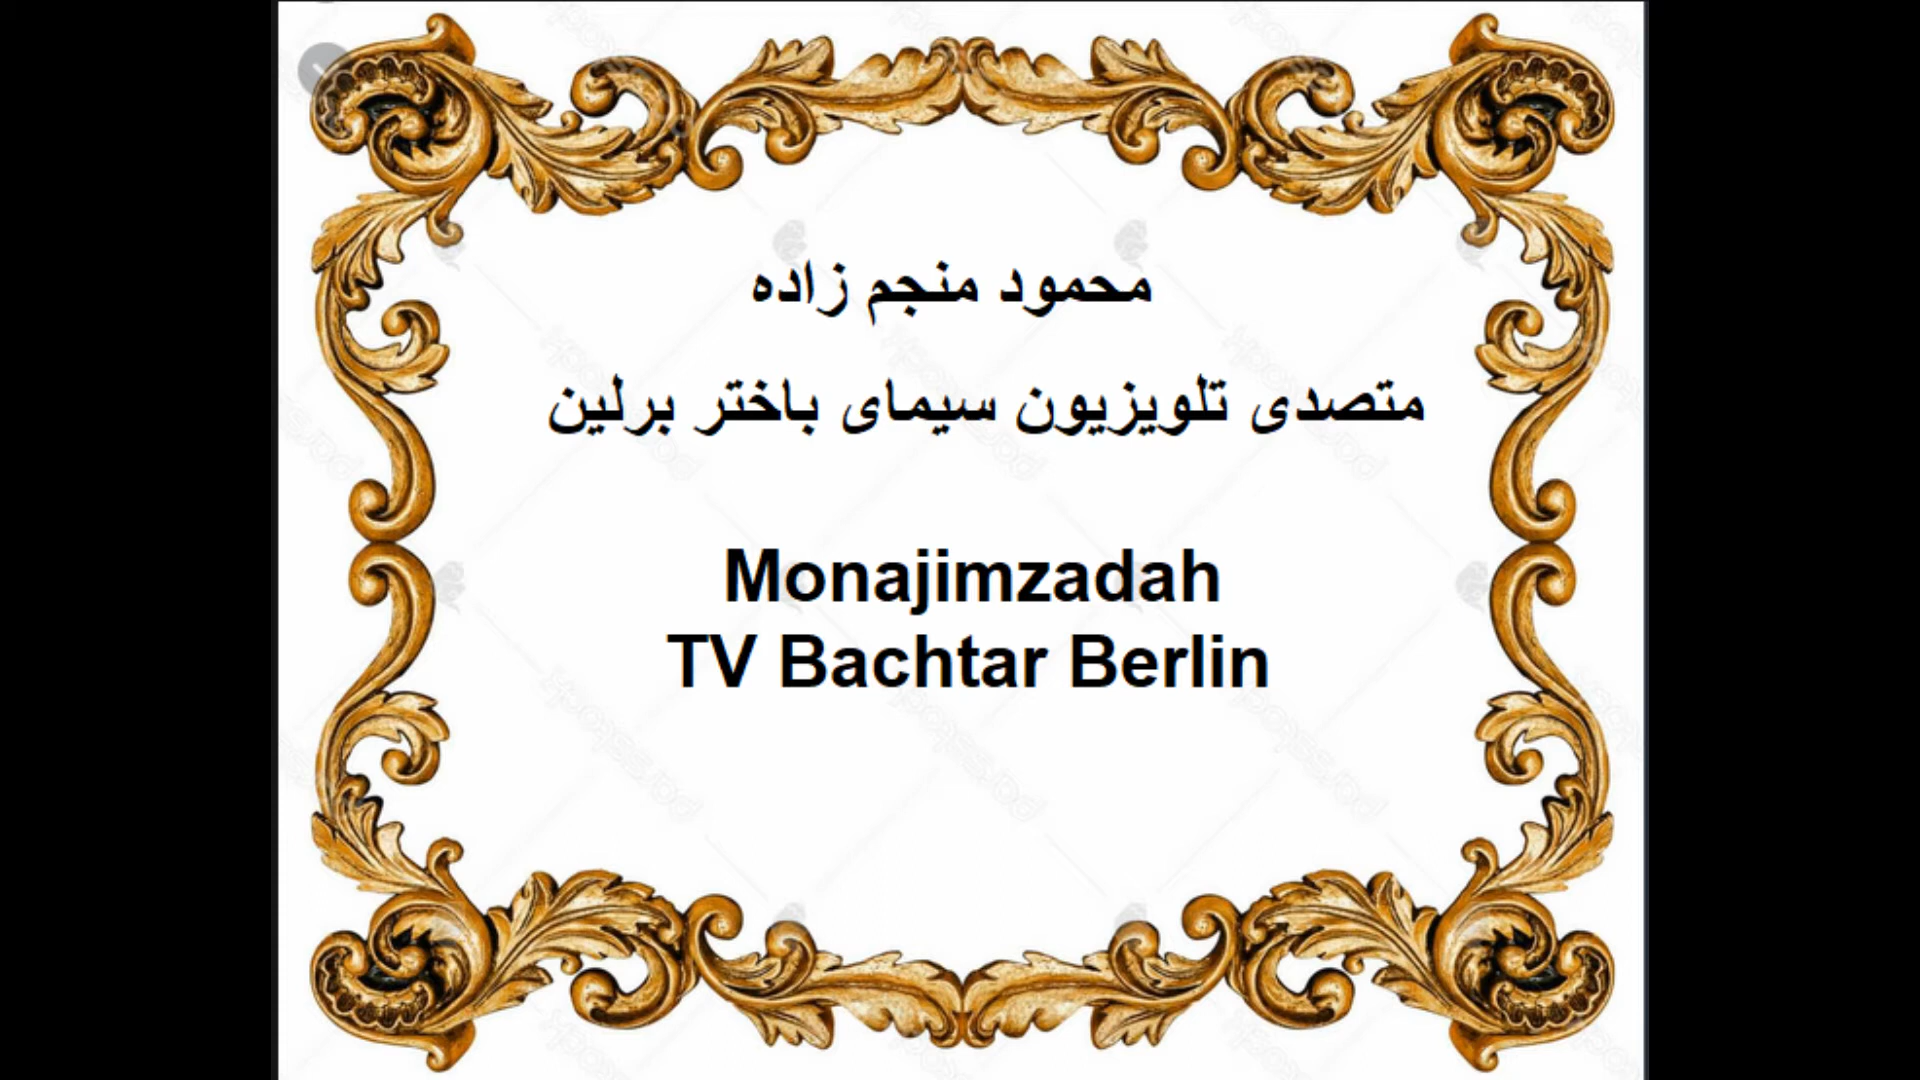 محمود منجم زاده
متصدی تلویزیون سیمای باختر برلین
Monajimzadah
TV Bachtar Berlin